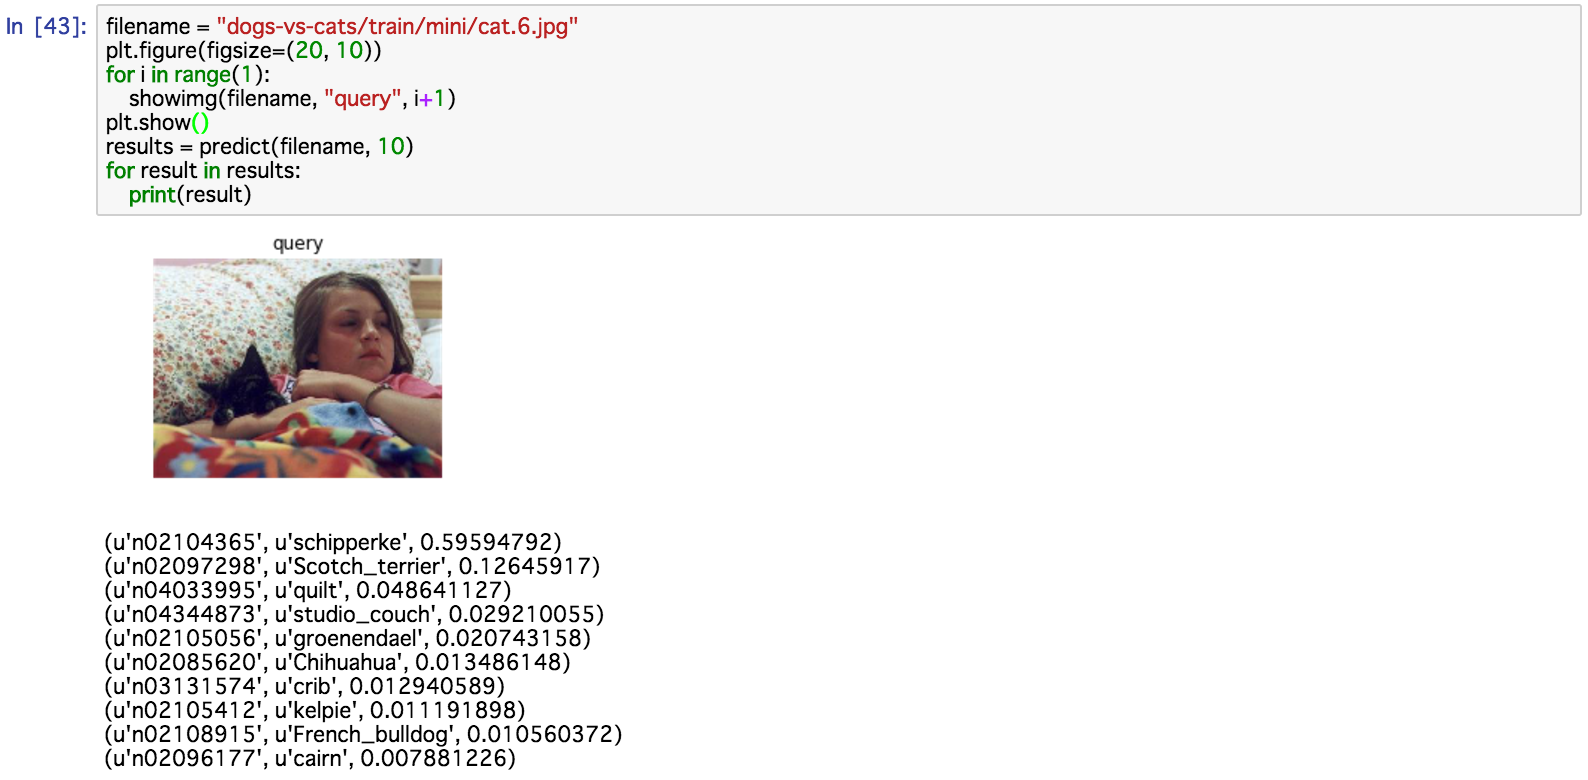 In [43]:
filename = "dogs-vs-cats/train/mini/cat.6.jpg"
plt.figure(figsize=(20, 10))
for i in range(1):
    showimg(filename, "query", i+1)
plt.show()
results = predict(filename, 10)
for result in results:
    print(result)
query
(u'n02104365', u'schipperke', 0.59594792)
(u'n02097298', u'Scotch_terrier', 0.12645917)
(u'n04033995', u'quilt', 0.048641127)
(u'n04344873', u'studio_couch', 0.029210055)
(u'n02105056', u'groenendael', 0.020743158)
(u'n02085620', u'Chihuahua', 0.013486148)
(u'n03131574', u'crib', 0.012940589)
(u'n02105412', u'kelpie', 0.011191898)
(u'n02108915', u'French_bulldog', 0.010560372)
(u'n02096177', u'cairn', 0.007881226)